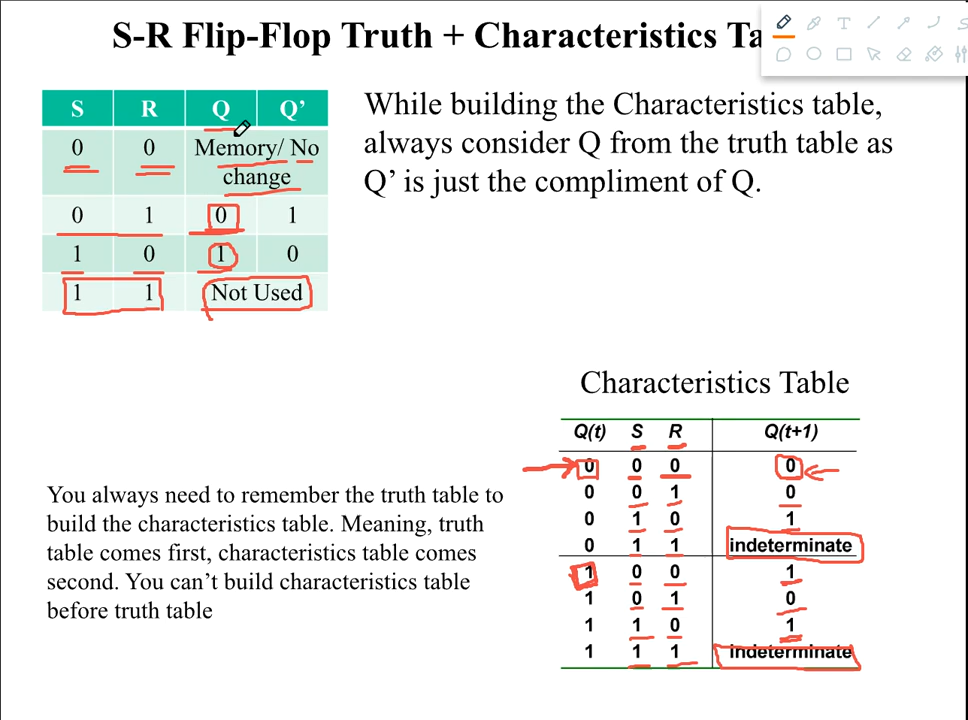 S-R Flip-Flop Truth + Characteristics
S R Q Q’
0 0 Memory/ No
change
0 1 0 1
1 0 1 0
1 1 Not Used
While building the Characteristics table,
always consider Q from the truth table as
Q’ is just the compliment of Q.
You always need to remember the truth table to
build the characteristics table. Meaning, truth
table comes first, characteristics table comes
second. You can’t build characteristics table
before truth table
Characteristics Table
Q(t) S R Q(t+1)
0 0 0 0
0 0 1 0
0 1 0 1
0 1 1 indeterminate
1 0 0 1
1 0 1 0
1 1 0 1
1 1 1 indeterminate